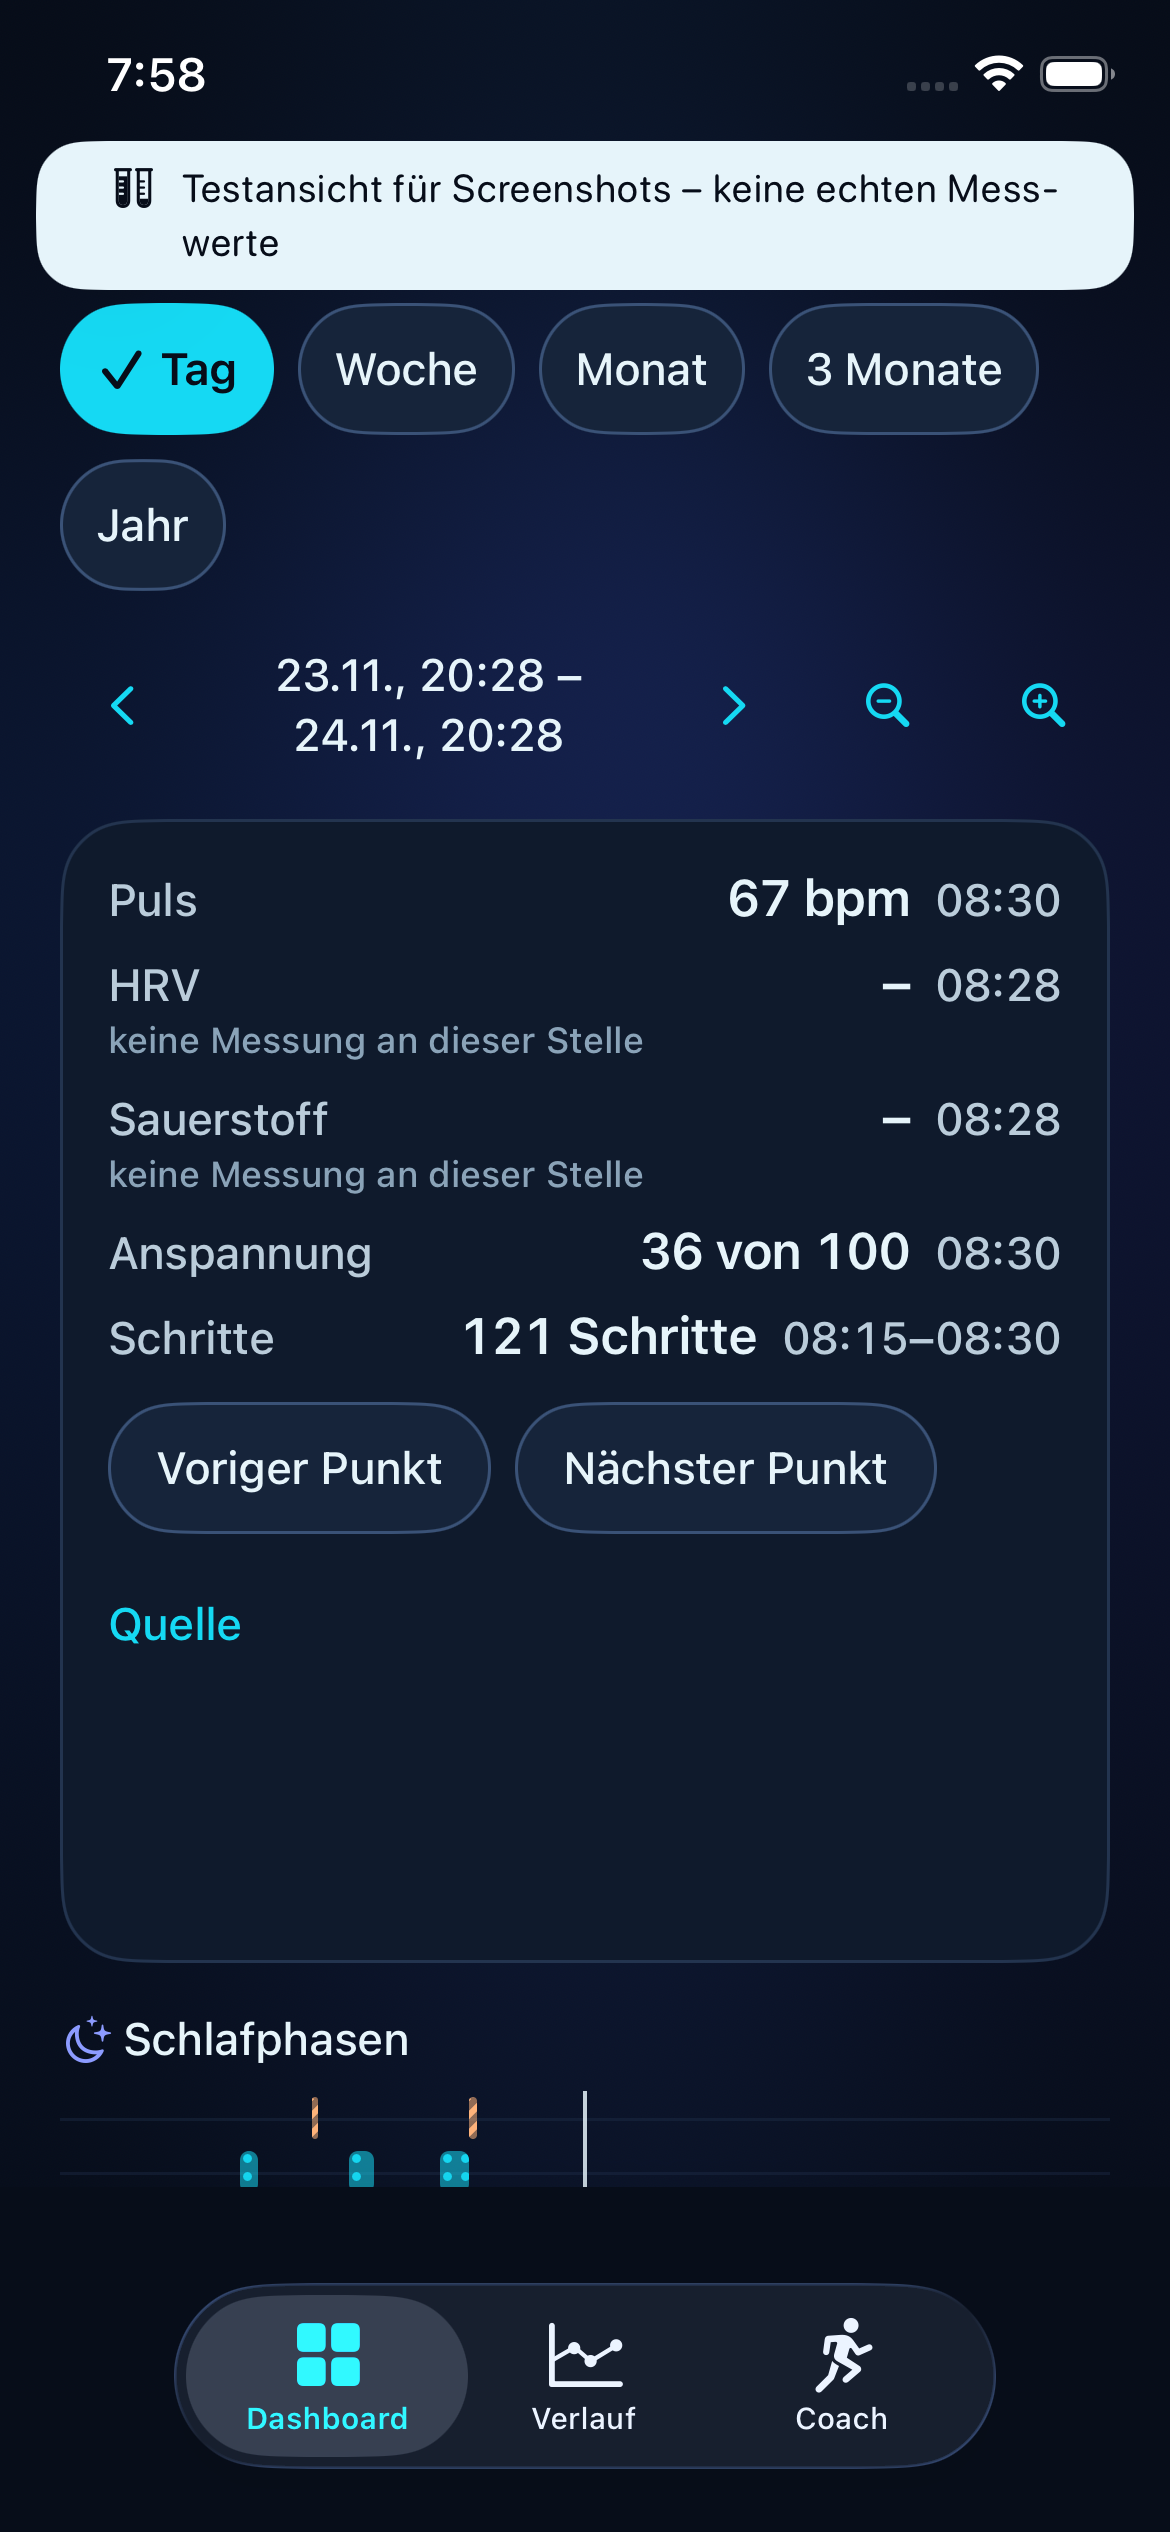 7:58
Testansicht für Screenshots – keine echten Mess-
werte
Tag
Woche
Monat
3 Monate
Jahr
23.11., 20:28 –
24.11., 20:28
Puls 67 bpm 08:30
HRV – 08:28
keine Messung an dieser Stelle
Sauerstoff – 08:28
keine Messung an dieser Stelle
Anspannung 36 von 100 08:30
Schritte 121 Schritte 08:15–08:30
Voriger Punkt
Nächster Punkt
Quelle
Schlafphasen
Dashboard
Verlauf
Coach